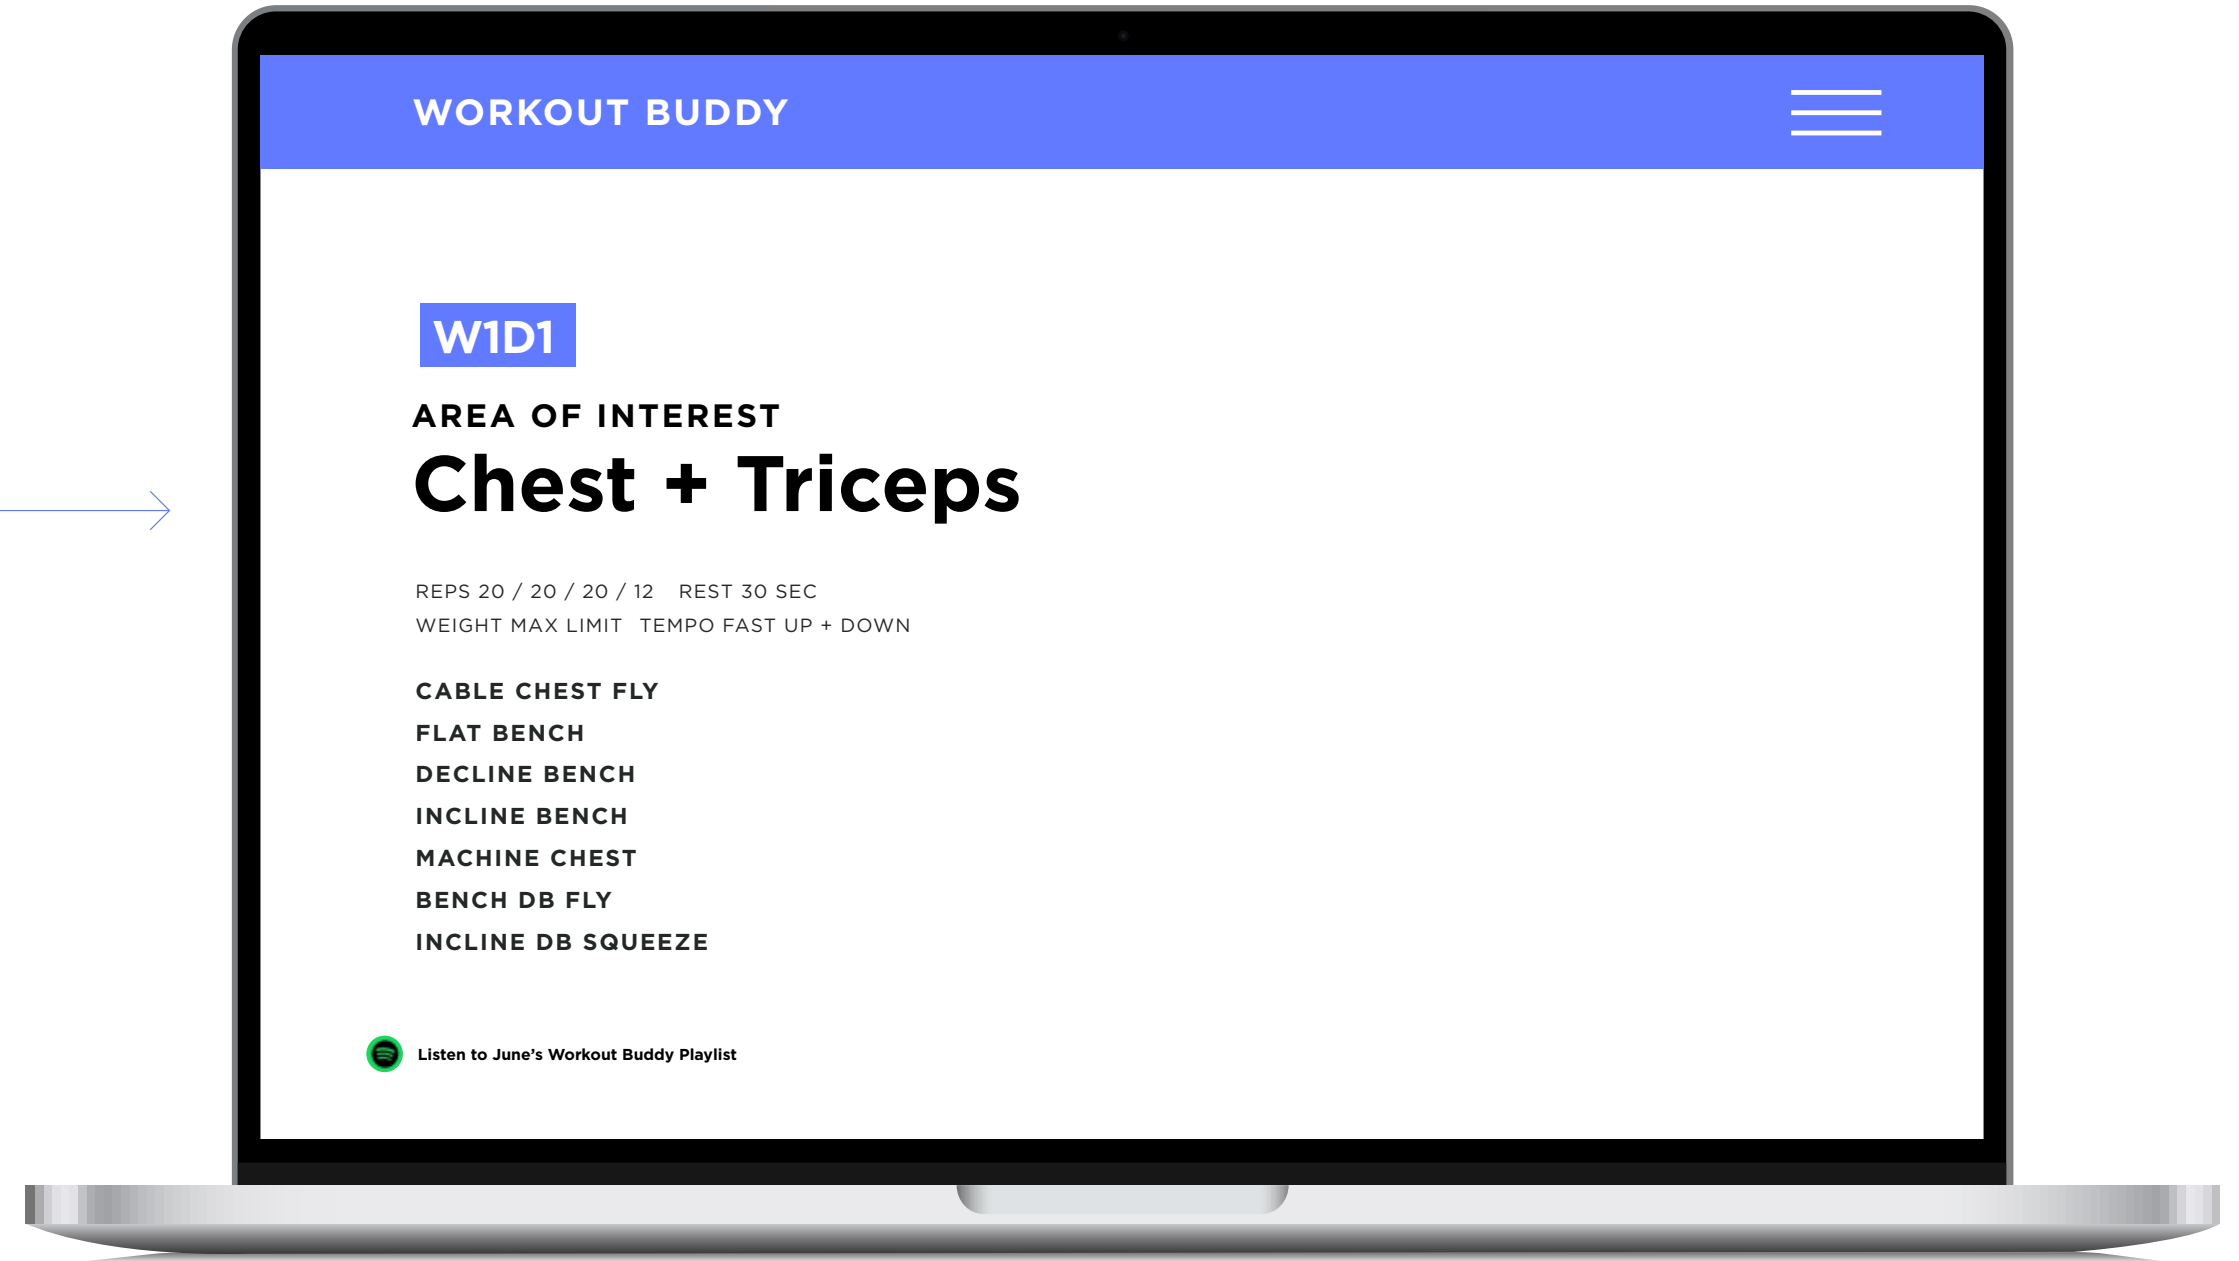 WORKOUT BUDDY
W1D1
AREA OF INTEREST
Chest + Triceps
REPS 20 / 20 / 20 / 12 REST 30 SEC
WEIGHT MAX LIMIT TEMPO FAST UP + DOWN
CABLE CHEST FLY
FLAT BENCH
DECLINE BENCH
INCLINE BENCH
MACHINE CHEST
BENCH DB FLY
INCLINE DB SQUEEZE
Listen to June’s Workout Buddy Playlist